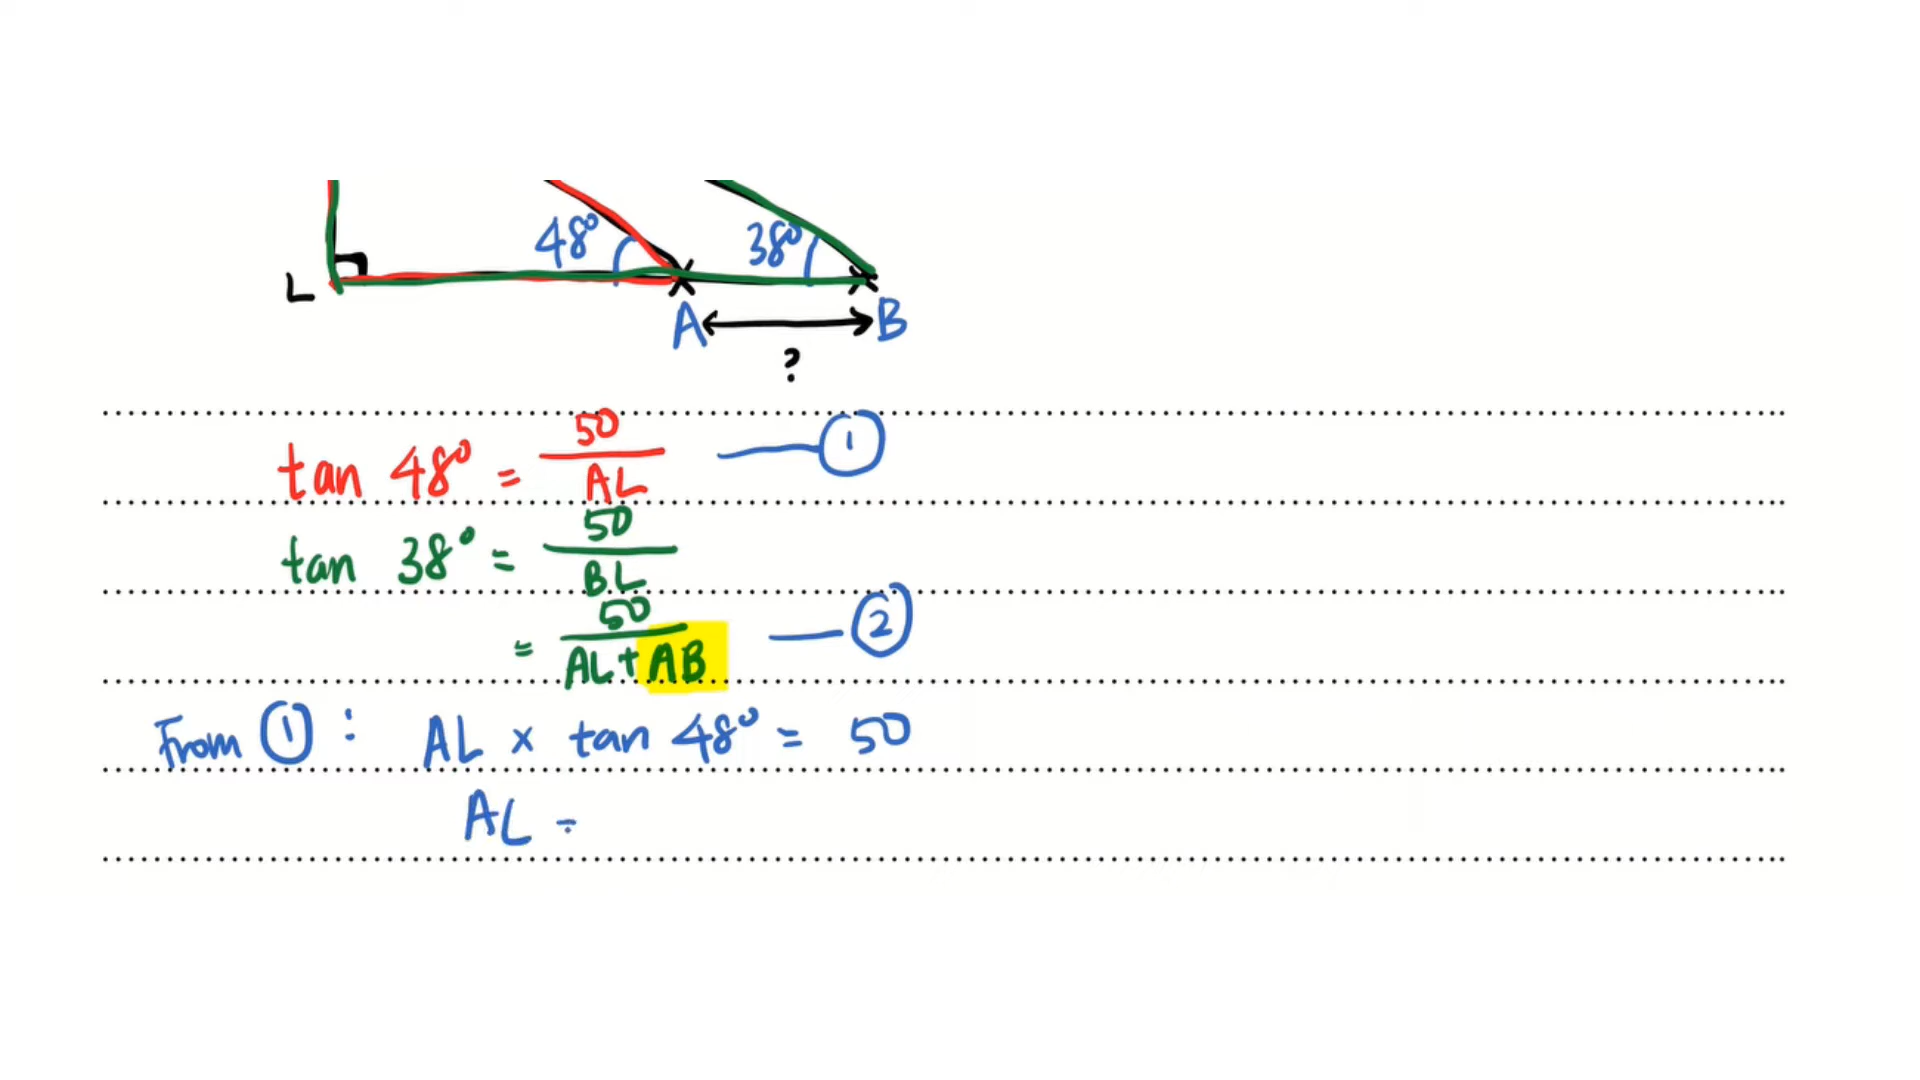 48° 38°
L
A B
?
tan 48° = 50/AL — ①
tan 38° = 50/BL
= 50/(AL + AB) — ②
From ① : AL × tan 48° = 50
AL =